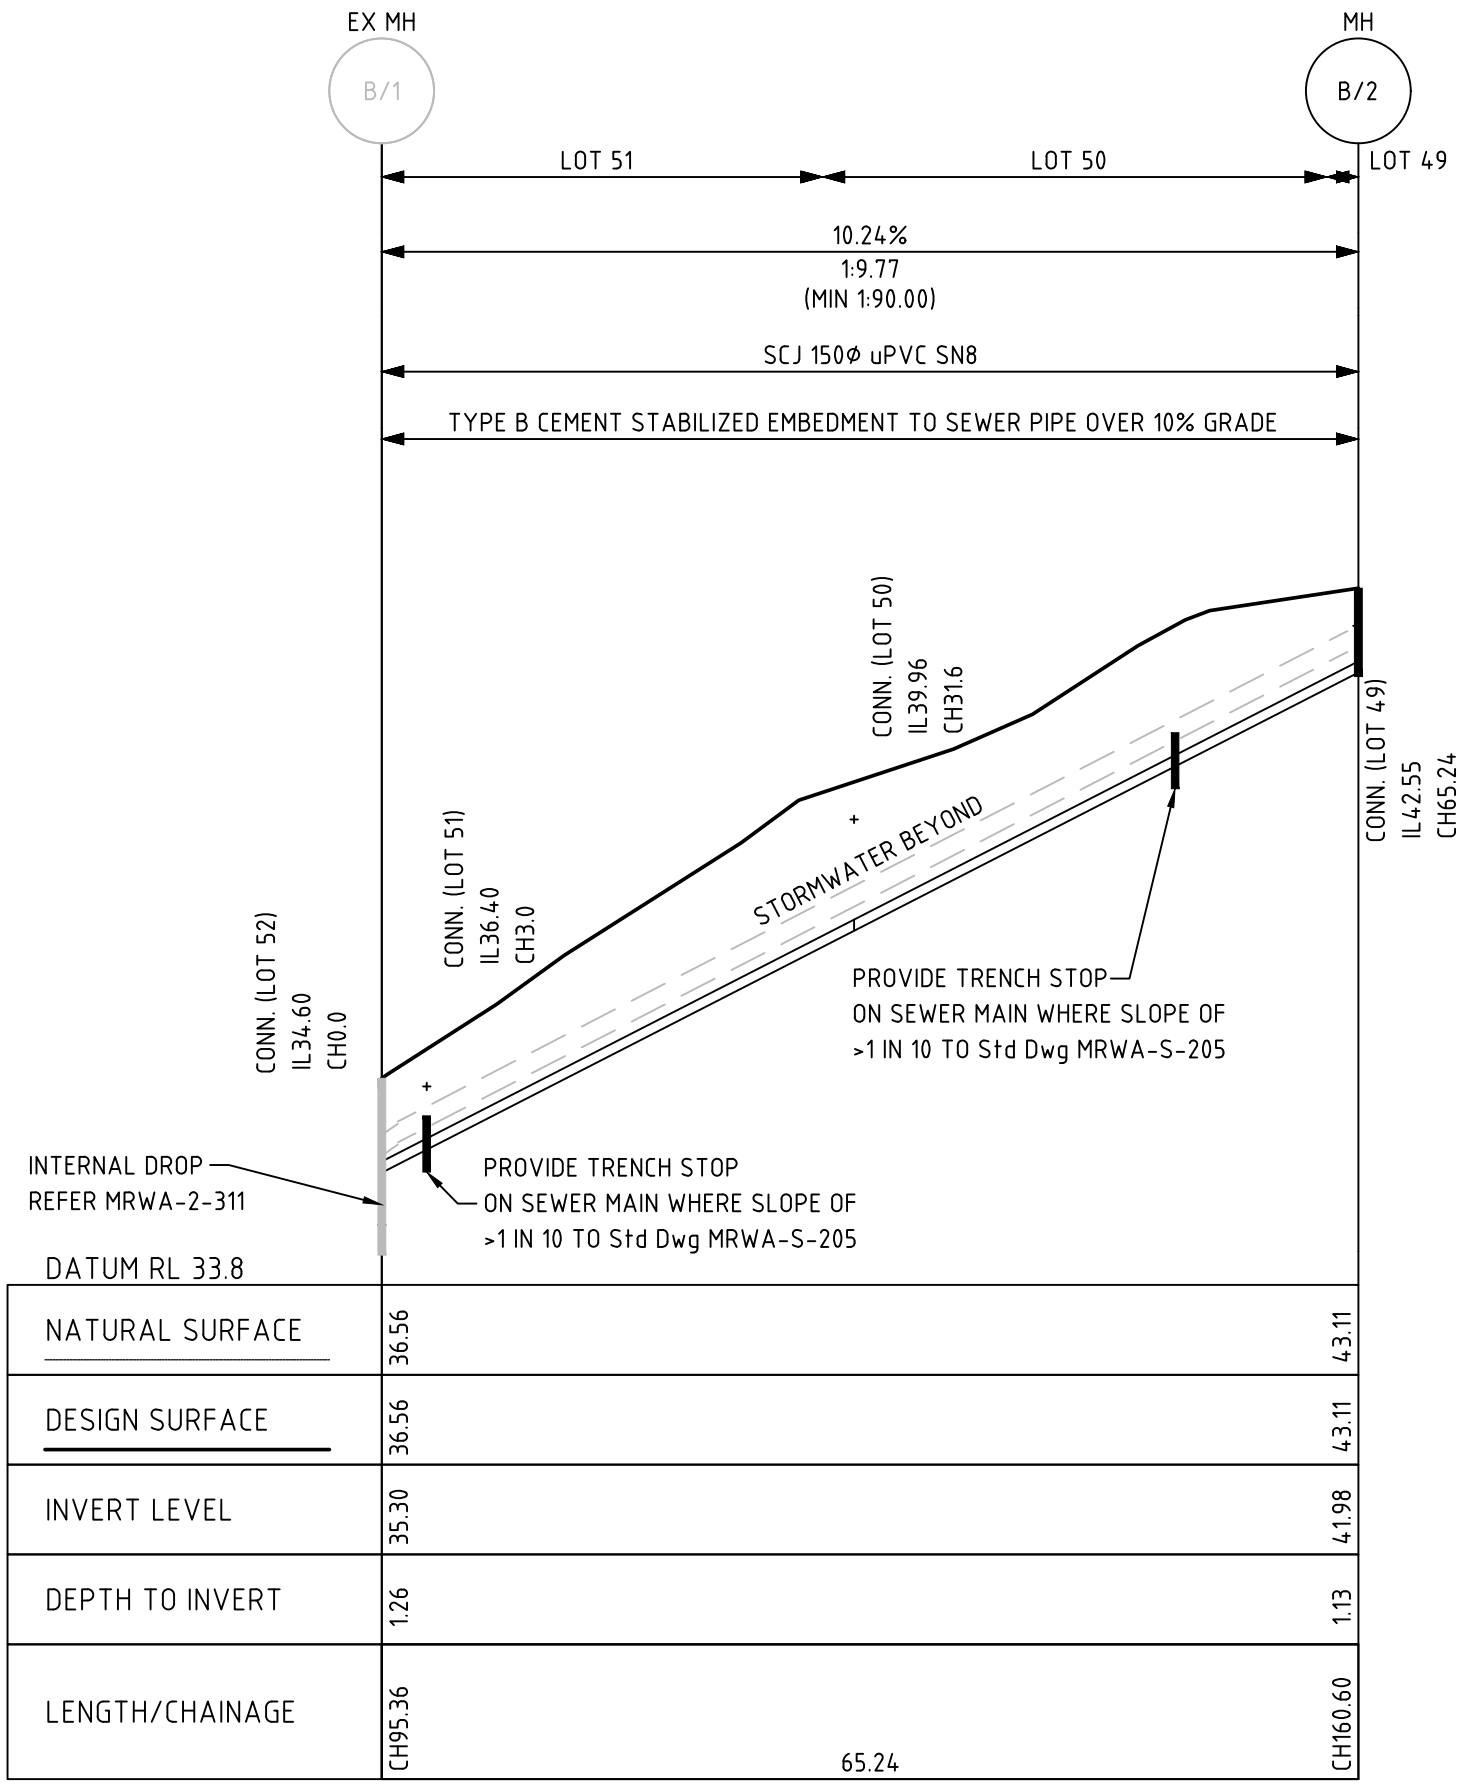 EX MH
MH
B/1
B/2
LOT 51
LOT 50
LOT 49
10.24%
1:9.77
(MIN 1:90.00)
SCJ 150Ø uPVC SN8
TYPE B CEMENT STABILIZED EMBEDMENT TO SEWER PIPE OVER 10% GRADE
CONN. (LOT 52)
IL34.60
CH0.0
CONN. (LOT 51)
IL36.40
CH3.0
CONN. (LOT 50)
IL39.96
CH31.6
CONN. (LOT 49)
IL42.55
CH65.24
STORMWATER BEYOND
PROVIDE TRENCH STOP
ON SEWER MAIN WHERE SLOPE OF
>1 IN 10 TO Std Dwg MRWA-S-205
INTERNAL DROP
REFER MRWA-2-311
PROVIDE TRENCH STOP
ON SEWER MAIN WHERE SLOPE OF
>1 IN 10 TO Std Dwg MRWA-S-205
DATUM RL 33.8
NATURAL SURFACE
36.56
43.11
DESIGN SURFACE
36.56
43.11
INVERT LEVEL
35.30
41.98
DEPTH TO INVERT
1.26
1.13
LENGTH/CHAINAGE
CH95.36
65.24
CH160.60